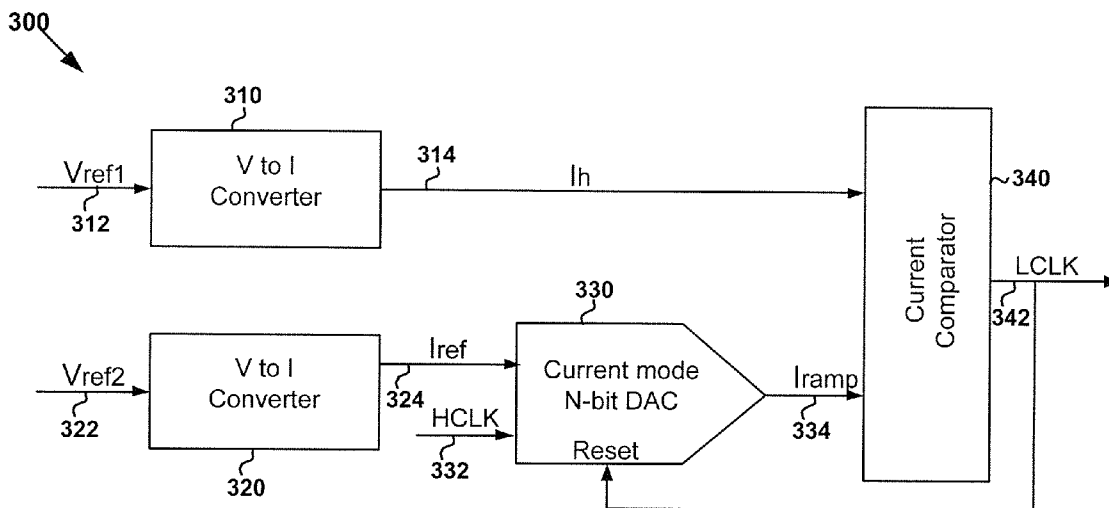 300
310
V to I
Converter
Vref1
312
314
Ih
340
Current
Comparator
LCLK
342
330
Vref2
322
V to I
Converter
320
Iref
324
HCLK
332
Current mode
N-bit DAC
Reset
Iramp
334